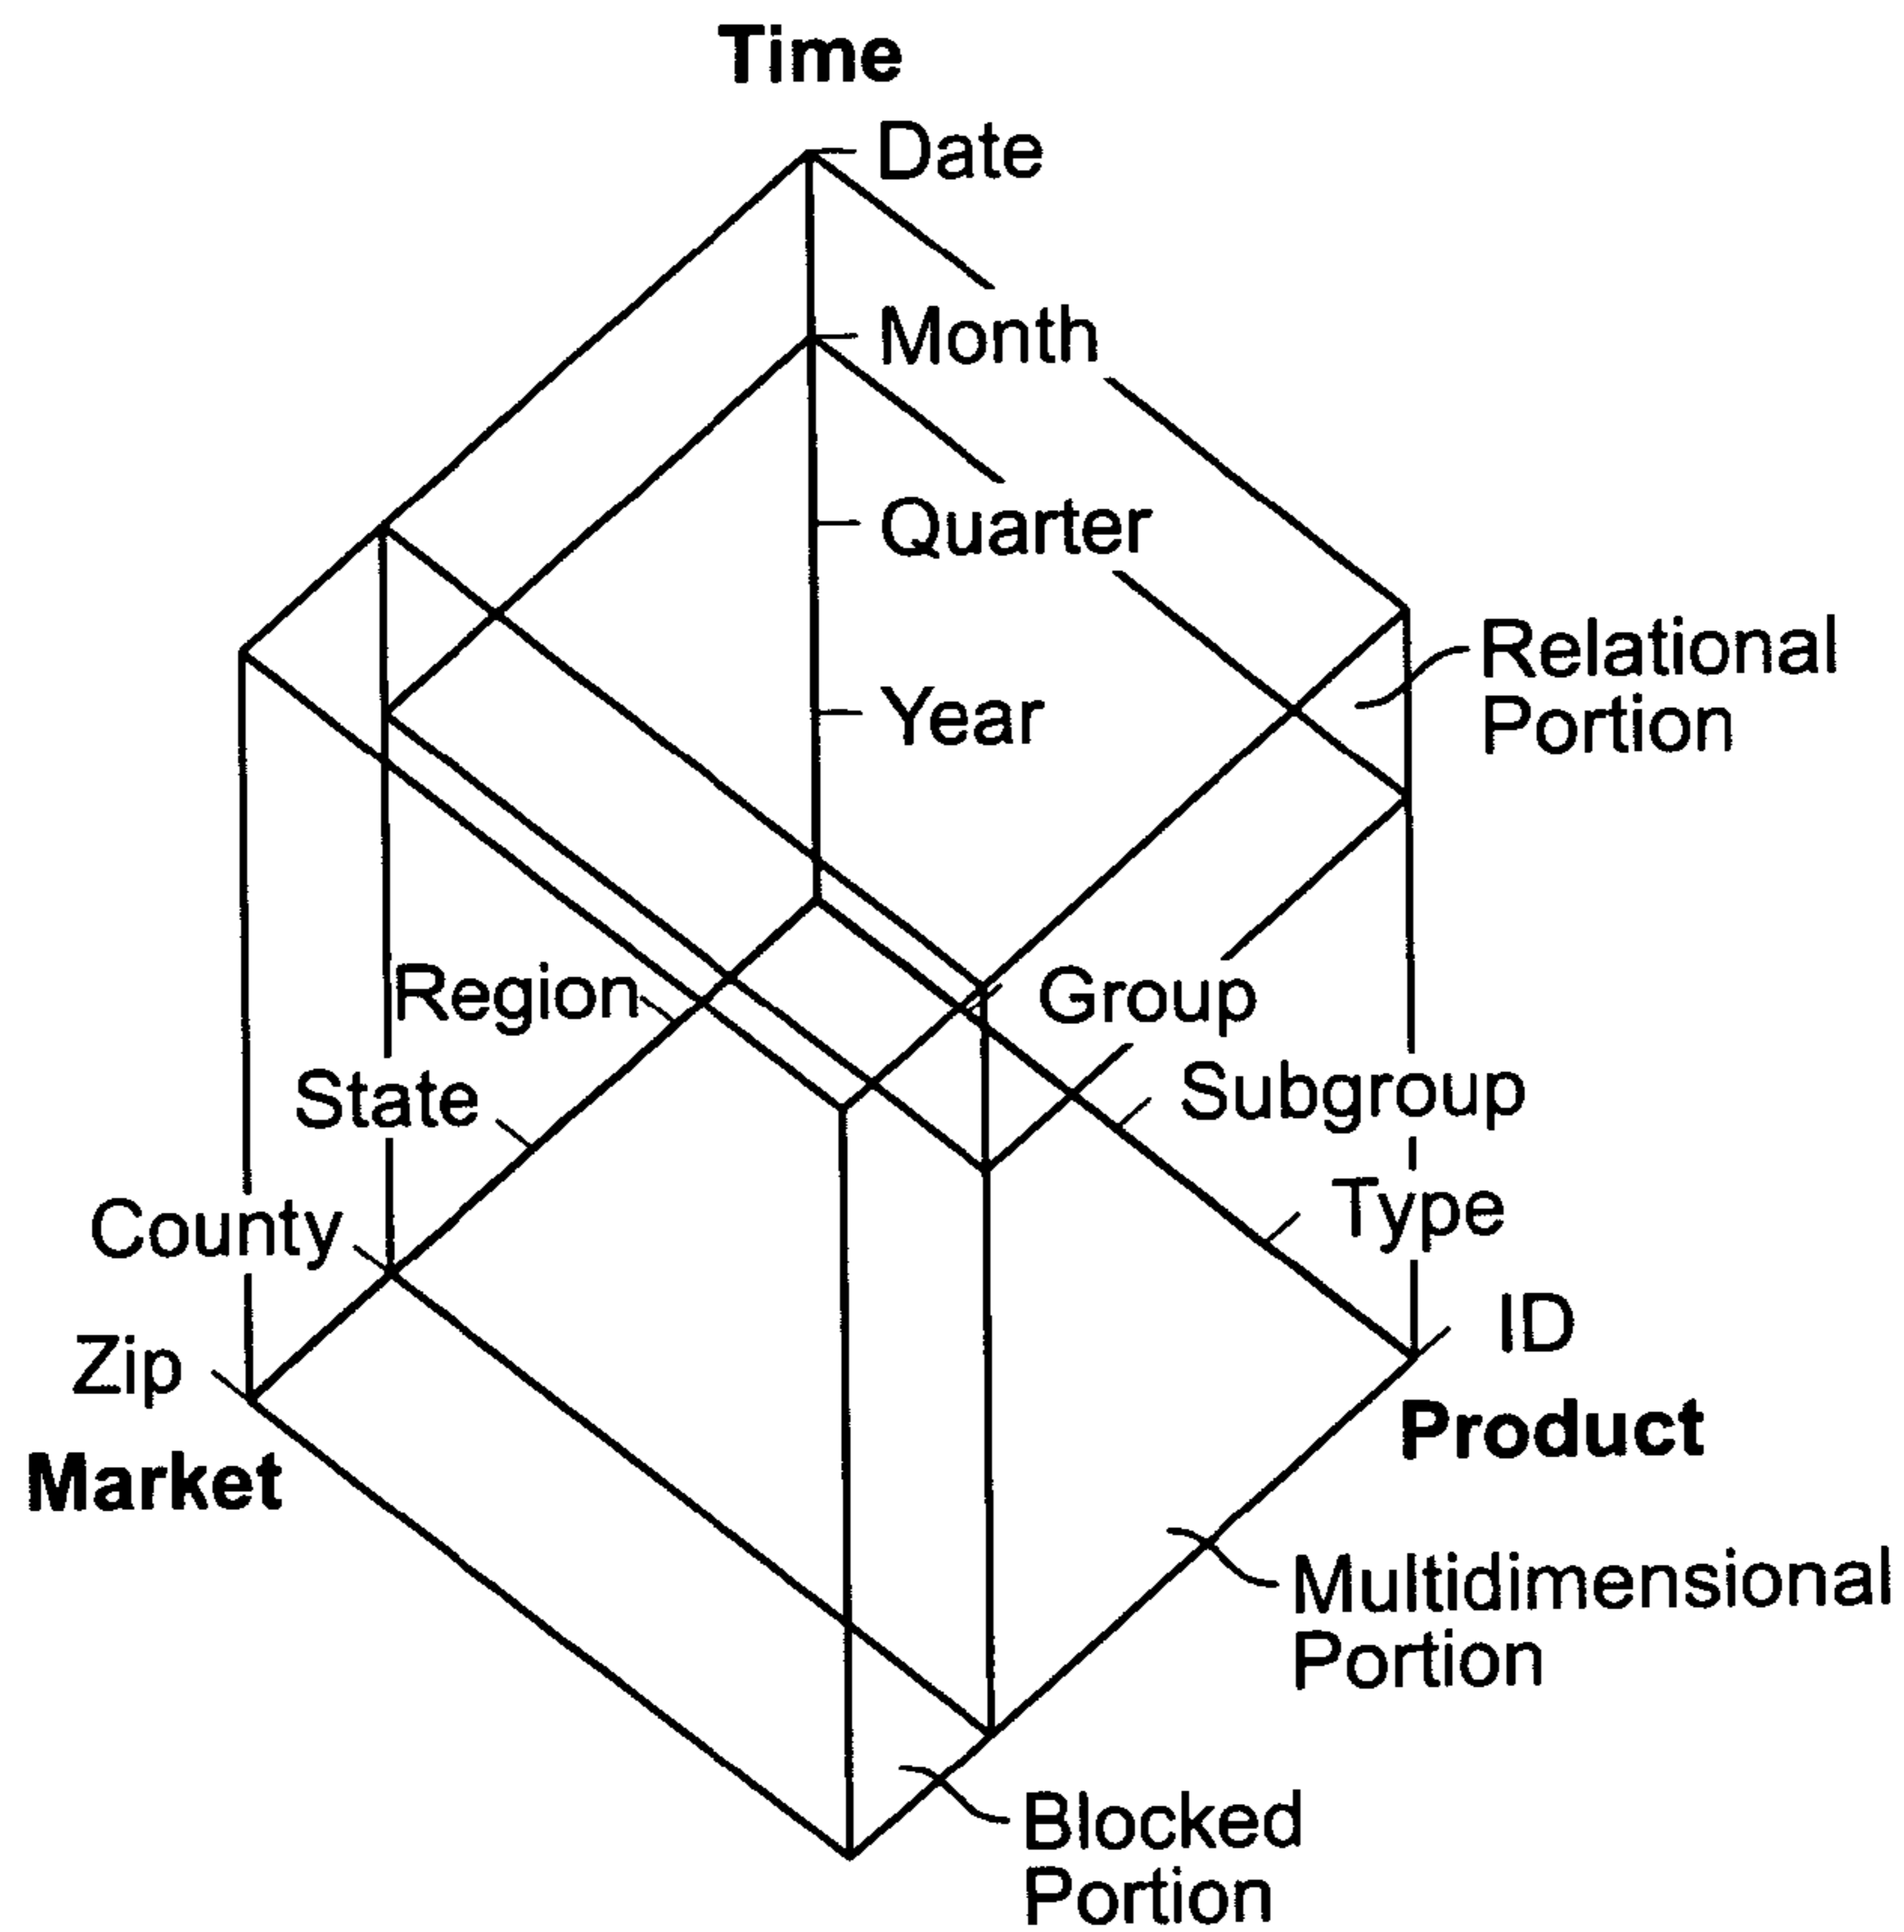 Time
Date
Month
Quarter
Year
Relational
Portion
Region
Group
State
Subgroup
County
Type
Zip
ID
Market
Product
Multidimensional
Portion
Blocked
Portion